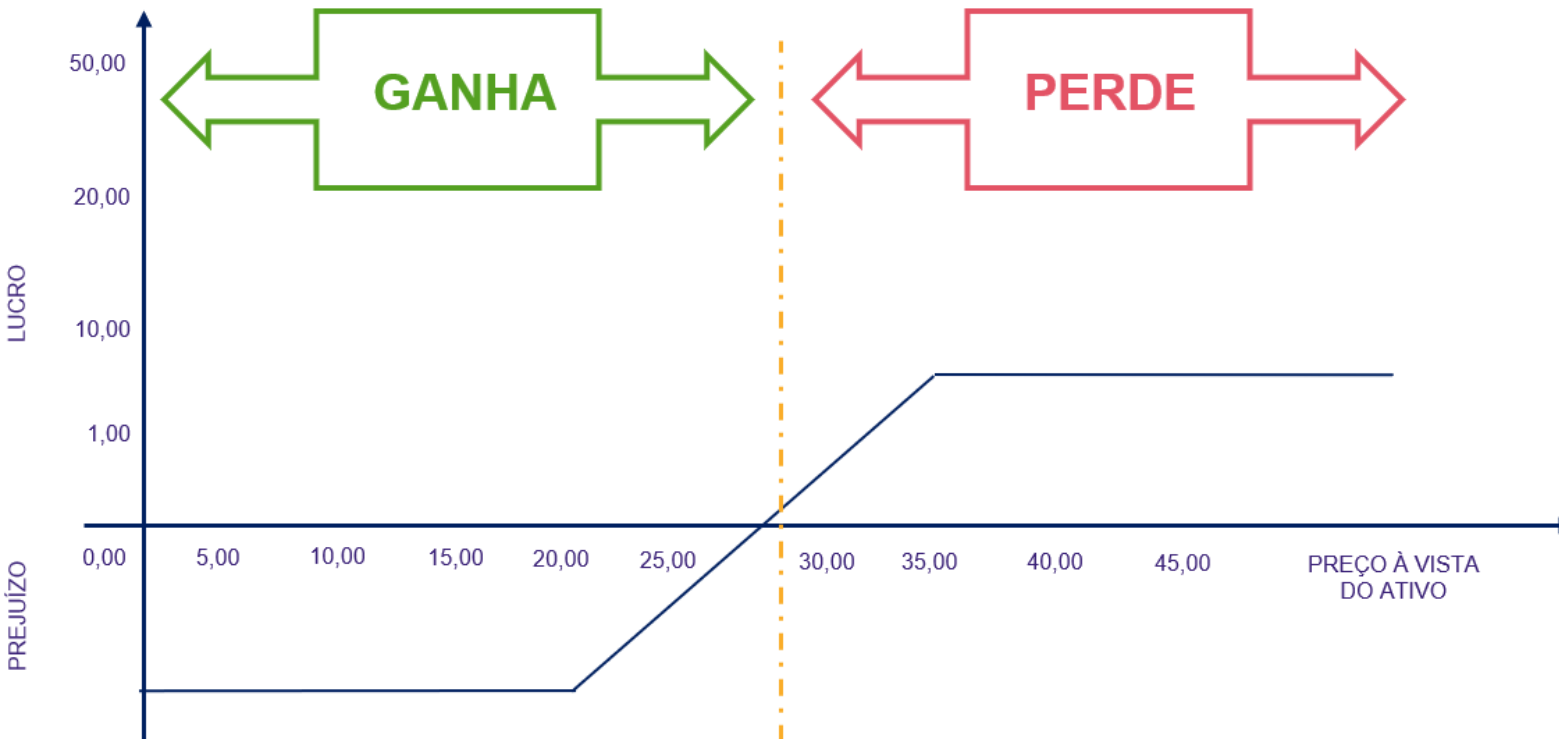 GANHA
PERDE
50,00
20,00
10,00
1,00
LUCRO
PREJUÍZO
0,00
5,00
10,00
15,00
20,00
25,00
30,00
35,00
40,00
45,00
PREÇO À VISTA
DO ATIVO